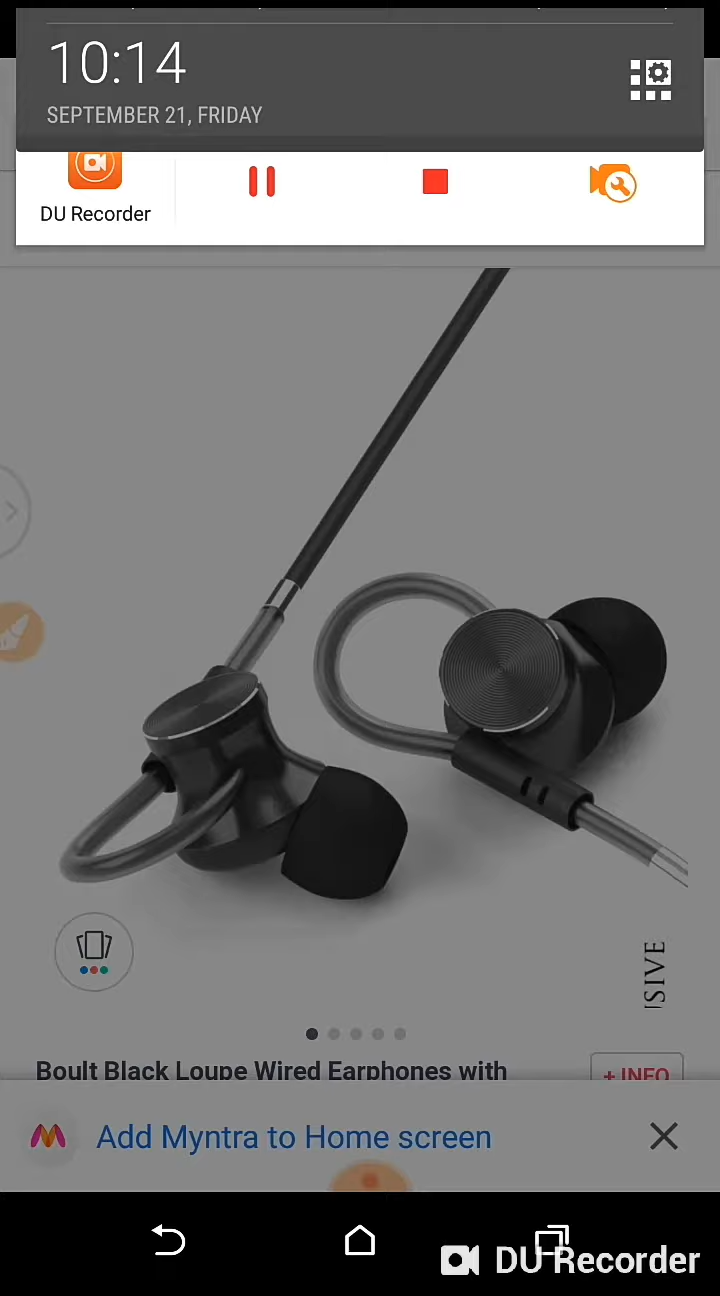 10:14
SEPTEMBER 21, FRIDAY
DU Recorder
SIVE
Boult Black Loupe Wired Earphones with
+ INFO
Add Myntra to Home screen
DU Recorder